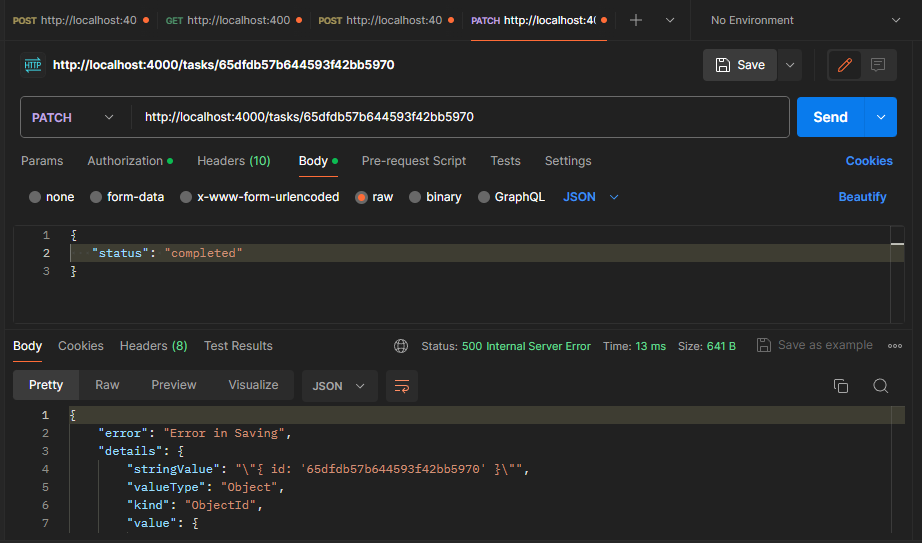 POST http://localhost:40 GET http://localhost:400 POST http://localhost:40 PATCH http://localhost:40 No Environment
HTTP http://localhost:4000/tasks/65dfdb57b644593f42bb5970 Save
PATCH http://localhost:4000/tasks/65dfdb57b644593f42bb5970 Send
Params Authorization Headers (10) Body Pre-request Script Tests Settings Cookies
none form-data x-www-form-urlencoded raw binary GraphQL JSON Beautify
1 {
2 "status": "completed"
3 }
Body Cookies Headers (8) Test Results Status: 500 Internal Server Error Time: 13 ms Size: 641 B Save as example
Pretty Raw Preview Visualize JSON
1 {
2 "error": "Error in Saving",
3 "details": {
4 "stringValue": "\"{ id: '65dfdb57b644593f42bb5970' }\"",
5 "valueType": "Object",
6 "kind": "ObjectId",
7 "value": {